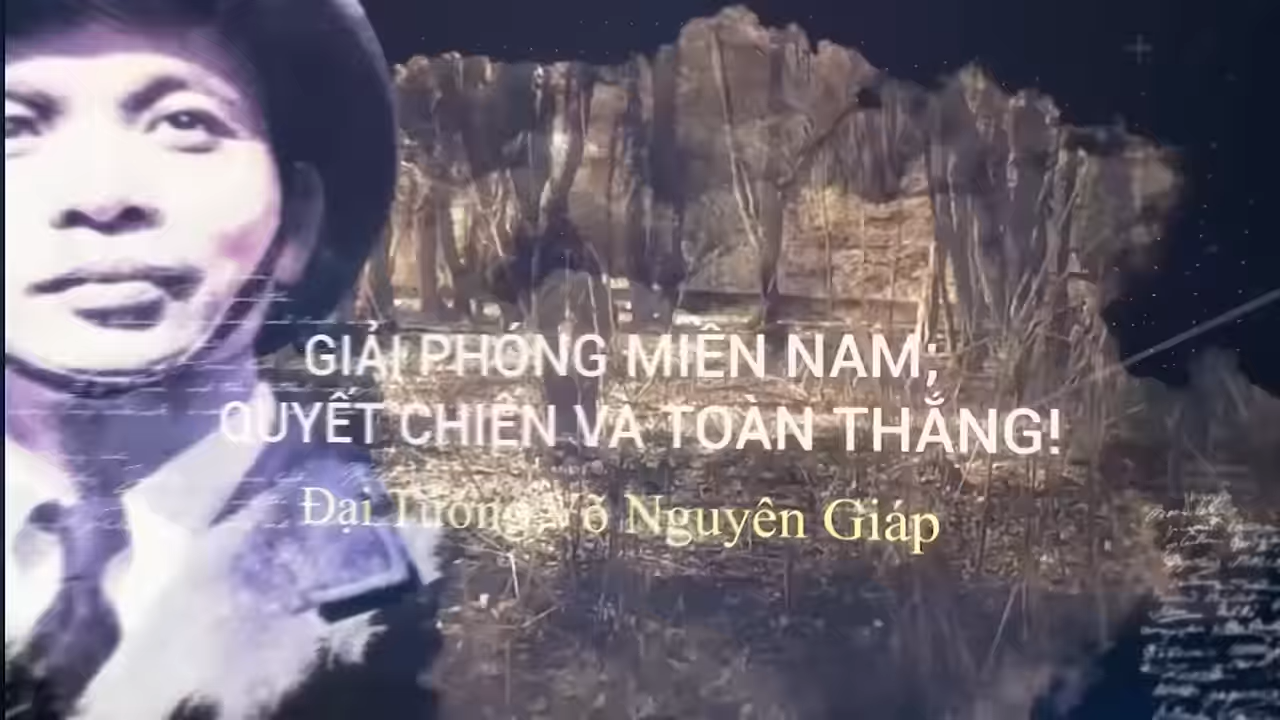 GIẢI PHÓNG MIỀN NAM;
QUYẾT CHIẾN VÀ TOÀN THẮNG!
Đại Tướng Võ Nguyên Giáp